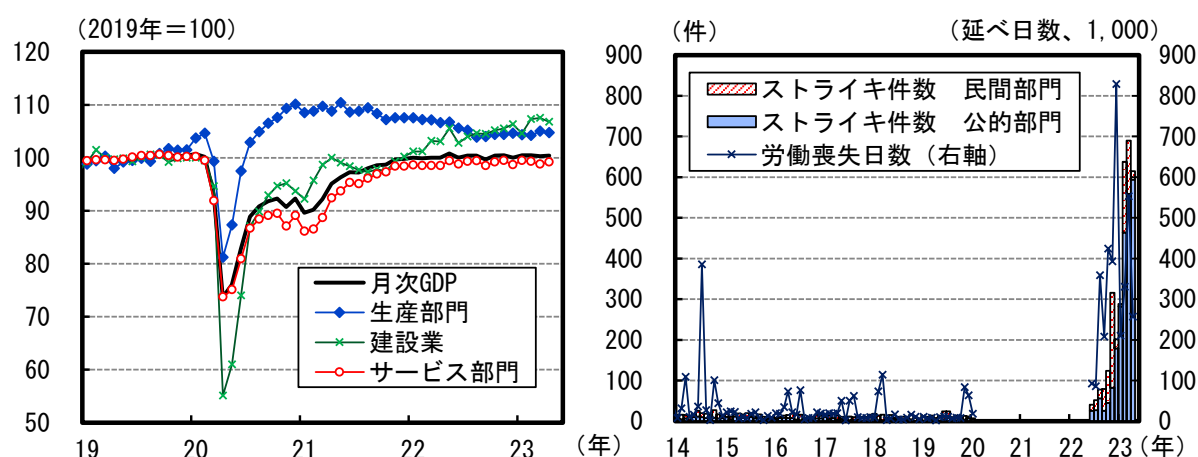 (2019年=100)
120
110
100
90
80
70
60
50
月次GDP
生産部門
建設業
サービス部門
19
20
21
22
23
(年)
(件)
(延べ日数、1,000)
900
800
700
600
500
400
300
200
100
0
ストライキ件数 民間部門
ストライキ件数 公的部門
労働喪失日数(右軸)
900
800
700
600
500
400
300
200
100
0
14 15 16 17 18 19 20 21 22 23
(年)